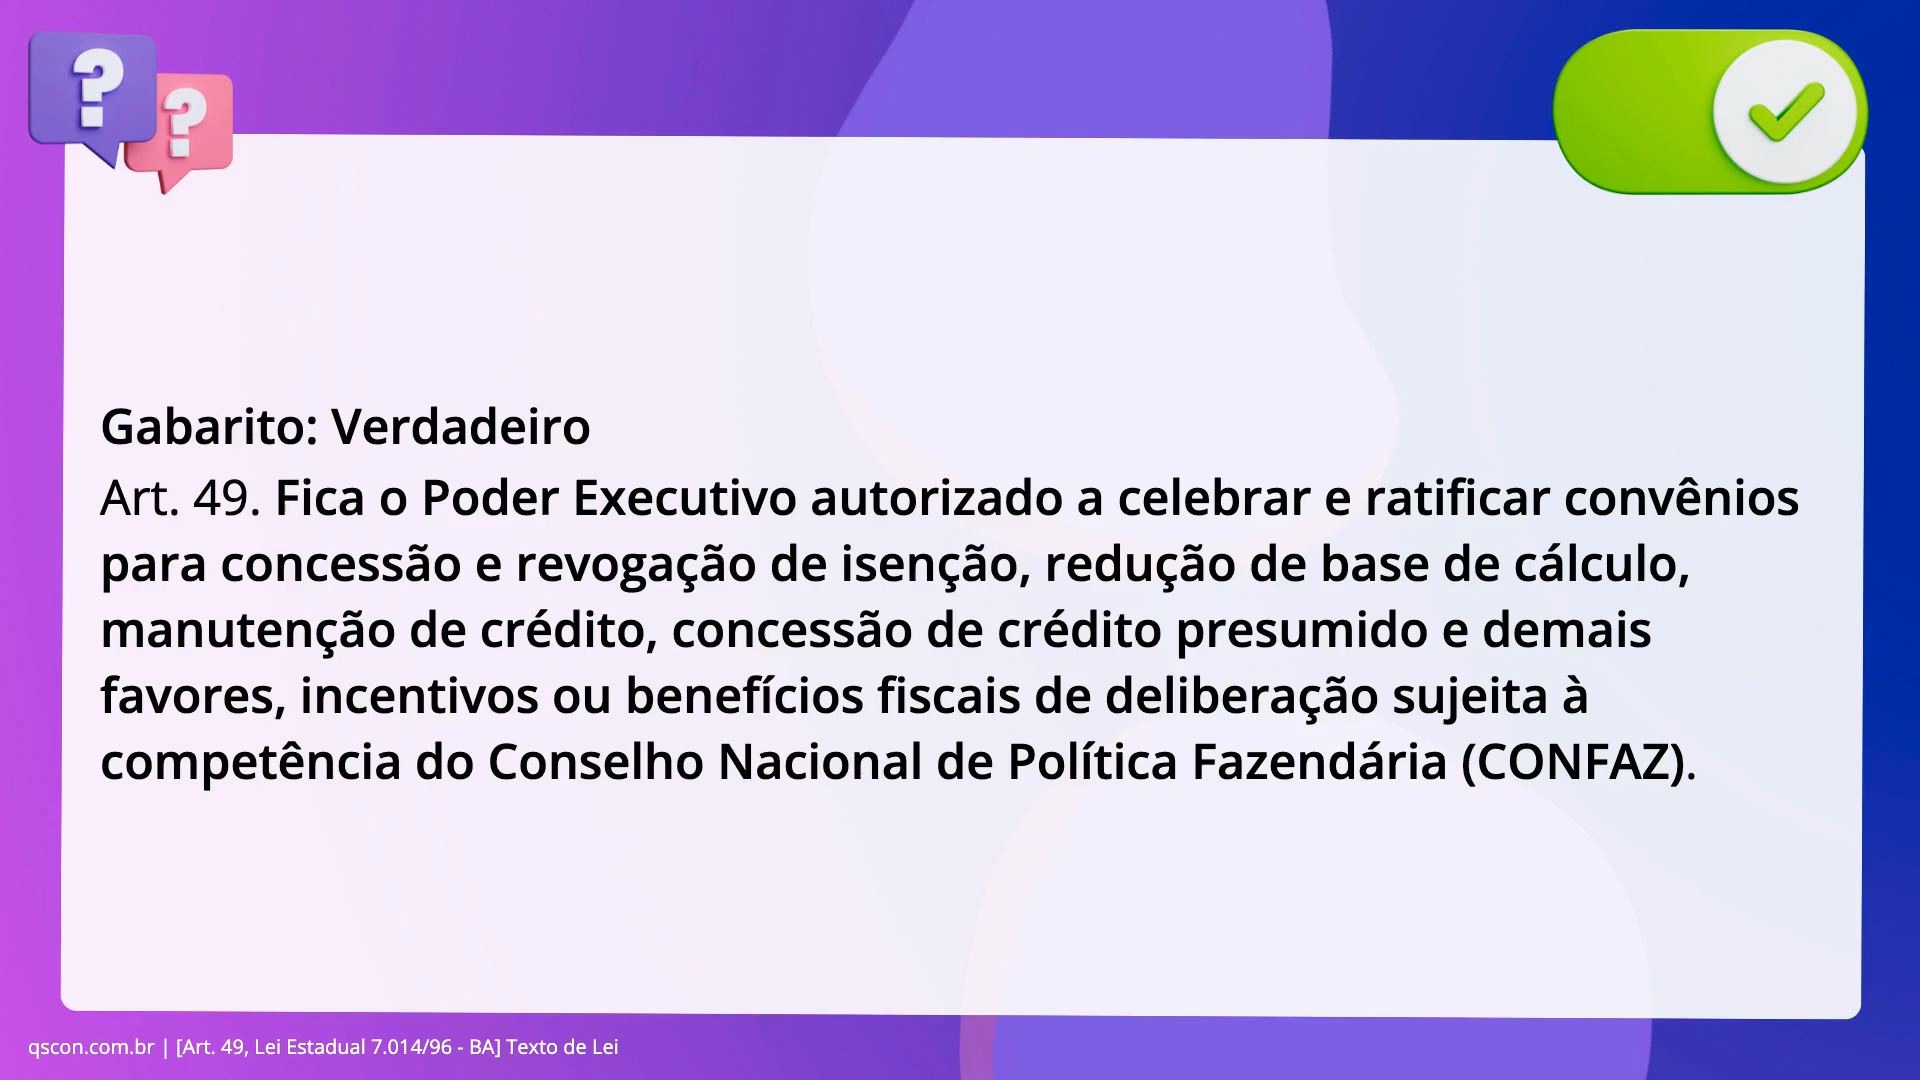 ?
?
Gabarito: Verdadeiro
Art. 49. Fica o Poder Executivo autorizado a celebrar e ratificar convênios
para concessão e revogação de isenção, redução de base de cálculo,
manutenção de crédito, concessão de crédito presumido e demais
favores, incentivos ou benefícios fiscais de deliberação sujeita à
competência do Conselho Nacional de Política Fazendária (CONFAZ).
qscon.com.br | [Art. 49, Lei Estadual 7.014/96 - BA] Texto de Lei